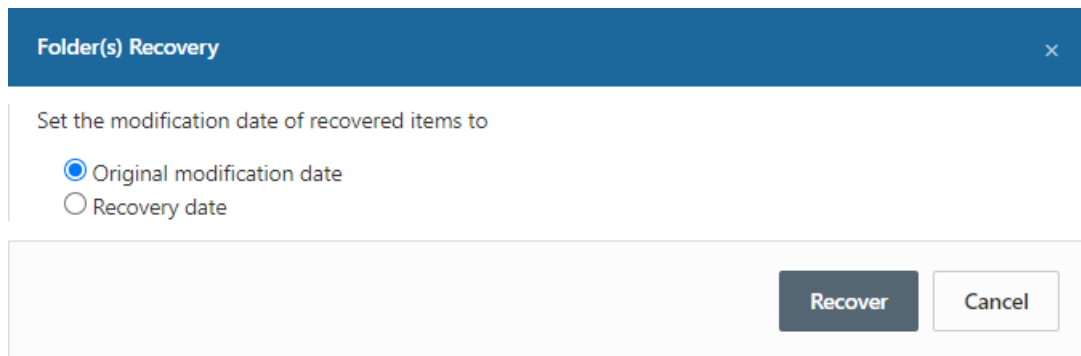 Folder(s) Recovery ×
Set the modification date of recovered items to
Original modification date
Recovery date
Recover Cancel